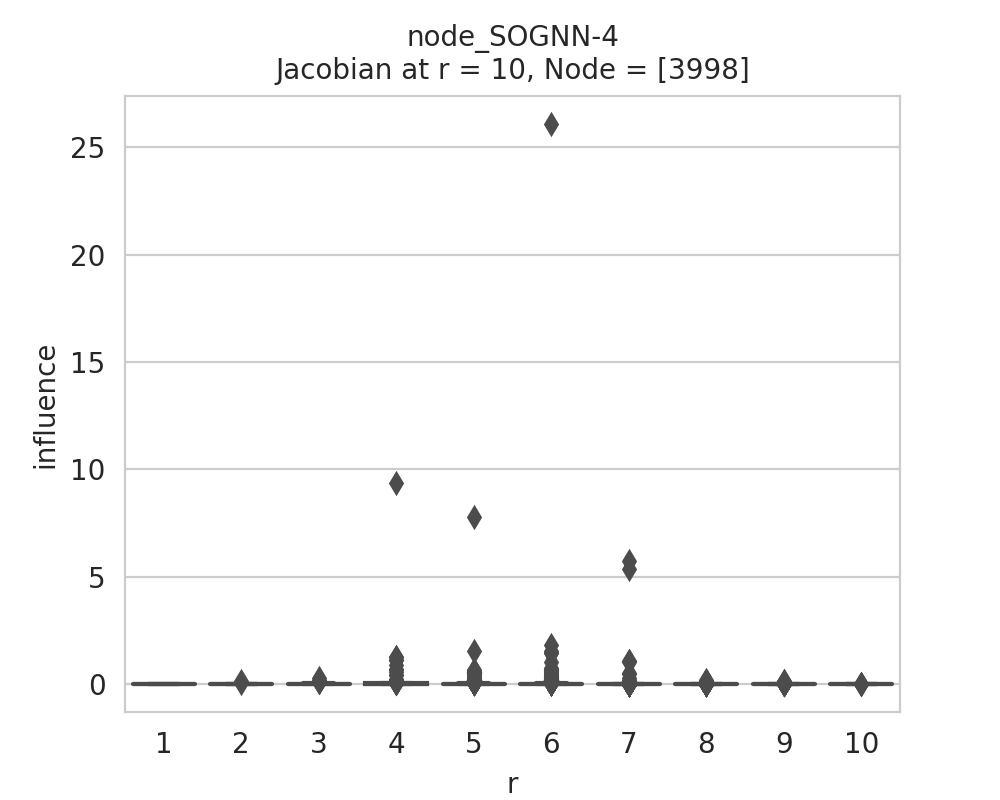 node_SOGNN-4
Jacobian at r = 10, Node = [3998]
25
20
15
10
5
0
influence
1 2 3 4 5 6 7 8 9 10
r